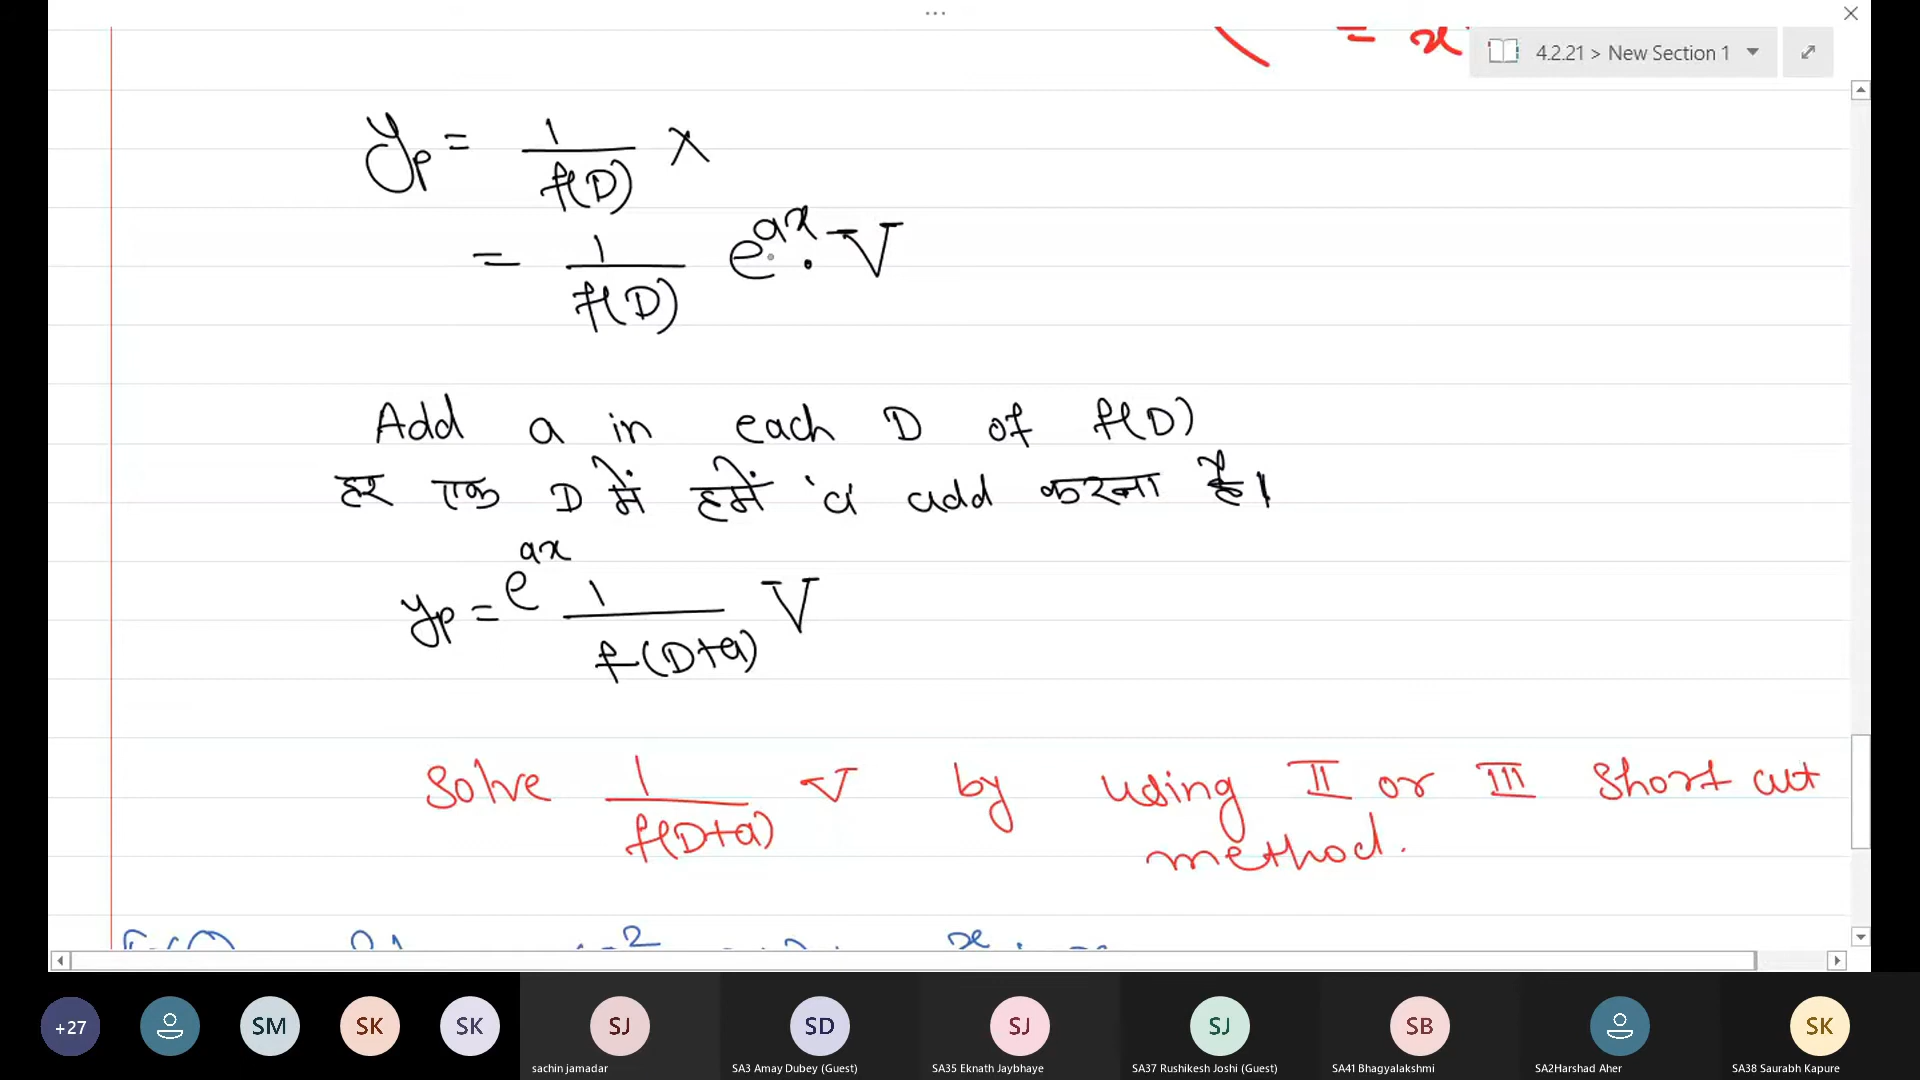 = x
4.2.21 > New Section 1
yp = 1/f(D) X
= 1/f(D) e^ax . V
Add a in each D of f(D)
हर एक D में हमें 'a' add करना है।
yp = e^ax 1/f(D+a) V
Solve 1/f(D+a) V by using II or III Short cut
method.
+27
SM
SK
SK
SJ
SD
SJ
SJ
SB
SK
sachin jamadar
SA3 Amay Dubey (Guest)
SA35 Eknath Jaybhaye
SA37 Rushikesh Joshi (Guest)
SA41 Bhagyalakshmi
SA2Harshad Aher
SA38 Saurabh Kapure